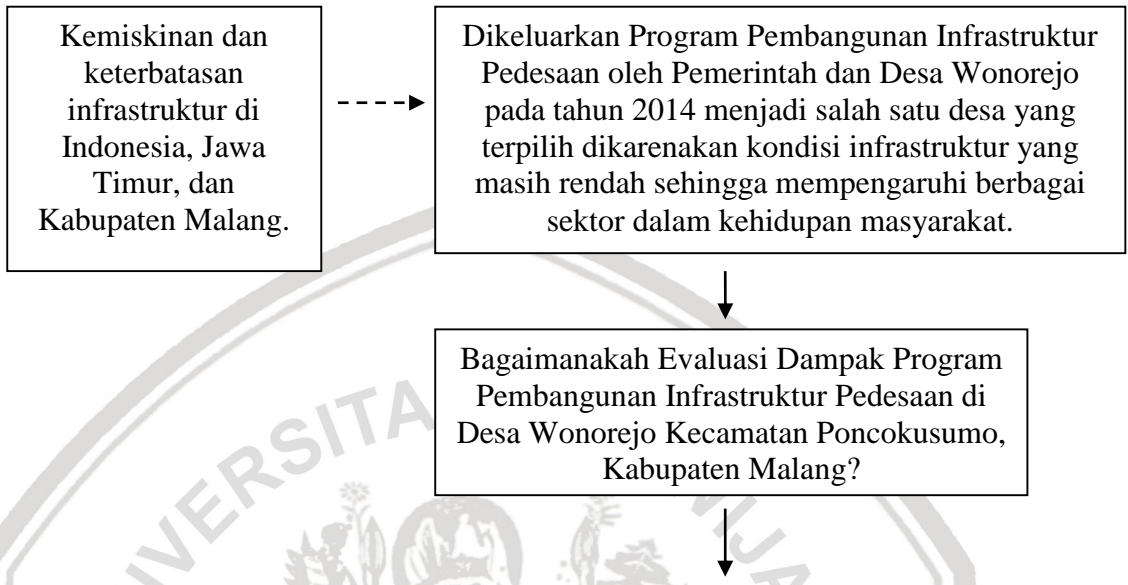 Kemiskinan dan
keterbatasan
infrastruktur di
Indonesia, Jawa
Timur, dan
Kabupaten Malang.
Dikeluarkan Program Pembangunan Infrastruktur
Pedesaan oleh Pemerintah dan Desa Wonorejo
pada tahun 2014 menjadi salah satu desa yang
terpilih dikarenakan kondisi infrastruktur yang
masih rendah sehingga mempengaruhi berbagai
sektor dalam kehidupan masyarakat.
Bagaimanakah Evaluasi Dampak Program
Pembangunan Infrastruktur Pedesaan di
Desa Wonorejo Kecamatan Poncokusumo,
Kabupaten Malang?